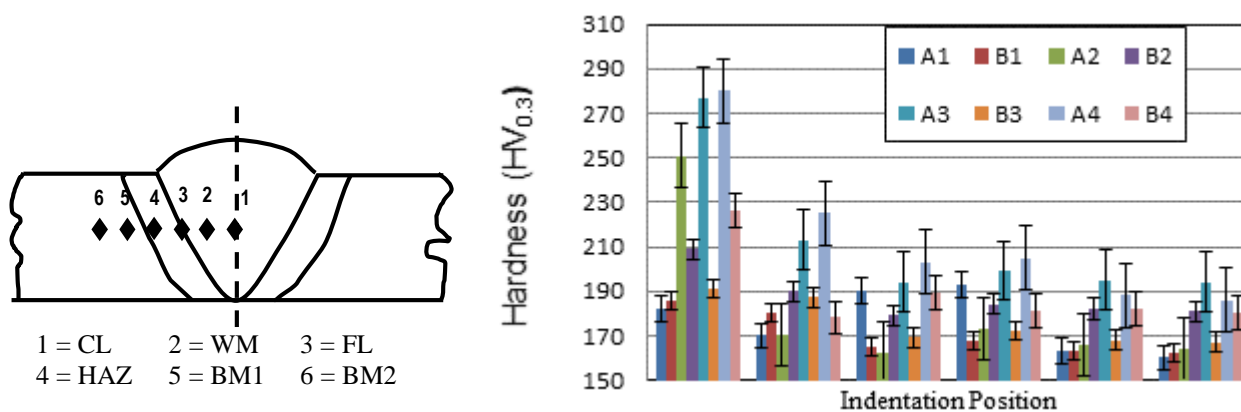 6 5 4 3 2 1
1 = CL 2 = WM 3 = FL
4 = HAZ 5 = BM1 6 = BM2
Hardness (HV0.3)
310
290
270
250
230
210
190
170
150
A1 B1 A2 B2
A3 B3 A4 B4
Indentation Position